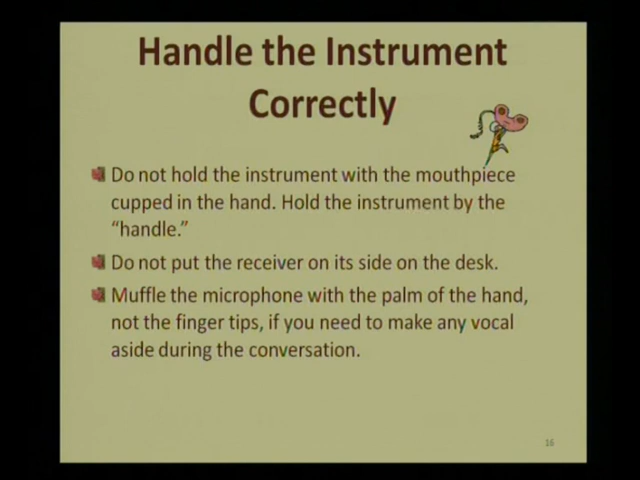 Handle the Instrument
Correctly
Do not hold the instrument with the mouthpiece
cupped in the hand. Hold the instrument by the
“handle.”
Do not put the receiver on its side on the desk.
Muffle the microphone with the palm of the hand,
not the finger tips, if you need to make any vocal
aside during the conversation.
16